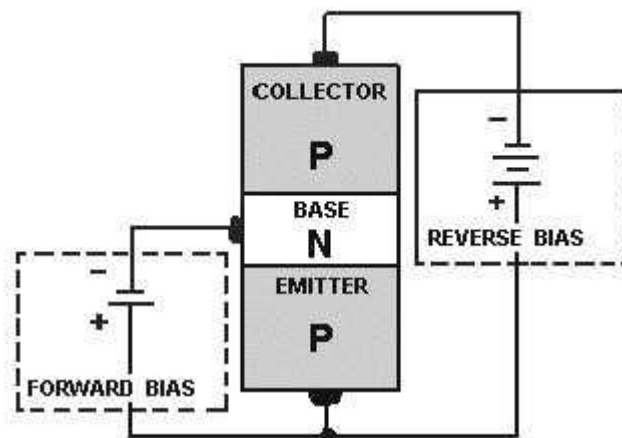 COLLECTOR
P
−
+
REVERSE BIAS
BASE
N
−
+
FORWARD BIAS
EMITTER
P